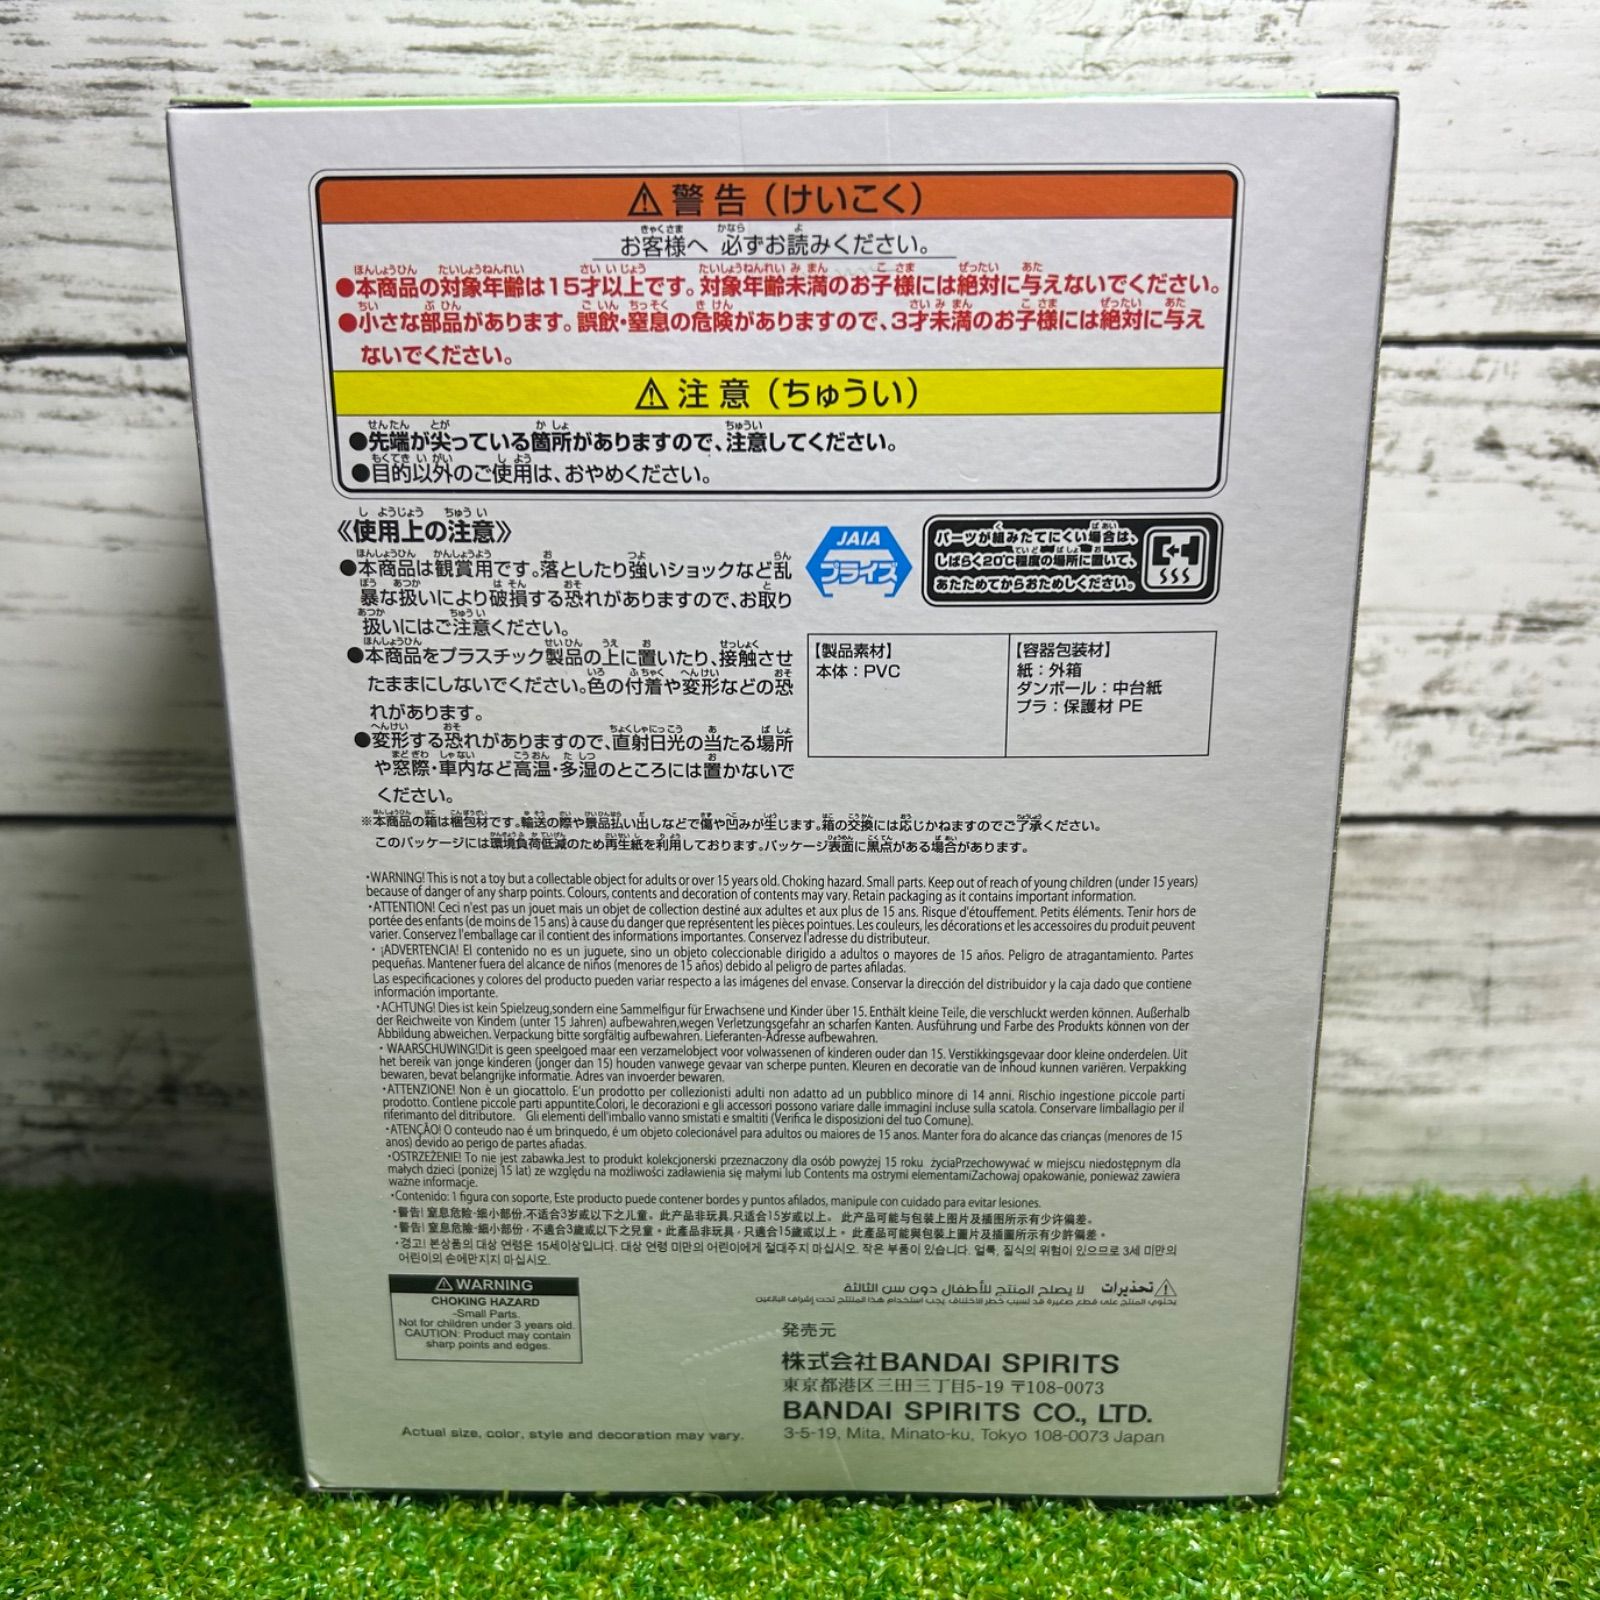 ⚠警告（けいこく）
お客様へ 必ずお読みください。
●本商品の対象年齢は15才以上です。対象年齢未満のお子様には絶対に与えないでください。
●小さな部品があります。誤飲・窒息の危険がありますので、3才未満のお子様には絶対に与え
ないでください。
⚠注意（ちゅうい）
●先端が尖っている箇所がありますので、注意してください。
●目的以外のご使用は、おやめください。
《使用上の注意》
●本商品は観賞用です。落としたり強いショックなど乱
暴な扱いにより破損する恐れがありますので、お取り
扱いにはご注意ください。
●本商品をプラスチック製品の上に置いたり、接触させ
たままにしないでください。色の付着や変形などの恐
れがあります。
●変形する恐れがありますので、直射日光の当たる場所
や窓際・車内など高温・多湿のところには置かないで
ください。
JAIA
プライズ
パーツが組みたてにくい場合は、
しばらく20℃程度の場所に置いて、
あたためてからおためしください。
【製品素材】
本体：PVC
【容器包装材】
紙：外箱
ダンボール：中台紙
プラ：保護材 PE
※本商品の箱は梱包材です。輸送の際や景品払い出しなどで傷や凹みが生じます。箱の交換には応じかねますのでご了承ください。
このパッケージには環境負荷低減のため再生紙を利用しております。パッケージ表面に黒点がある場合があります。
・WARNING! This is not a toy but a collectable object for adults or over 15 years old. Choking hazard. Small parts. Keep out of reach of young children (under 15 years)
because of danger of any sharp points. Colours, contents and decoration of contents may vary. Retain packaging as it contains important information.
・ATTENTION! Ceci n'est pas un jouet mais un objet de collection destiné aux adultes et aux plus de 15 ans. Risque d'étouffement. Petits éléments. Tenir hors de
portée des enfants (de moins de 15 ans) à cause du danger que représentent les pièces pointues. Les couleurs, les décorations et les accessoires du produit peuvent
varier. Conservez l'emballage car il contient des informations importantes. Conservez l'adresse du distributeur.
・¡ADVERTENCIA! El contenido no es un juguete, sino un objeto coleccionable dirigido a adultos o mayores de 15 años. Peligro de atragantamiento. Partes
pequeñas. Mantener fuera del alcance de niños (menores de 15 años) debido al peligro de partes afiladas.
Las especificaciones y colores del producto pueden variar respecto a las imágenes del envase. Conservar la dirección del distribuidor y la caja dado que contiene
información importante.
・ACHTUNG! Dies ist kein Spielzeug,sondern eine Sammelfigur für Erwachsene und Kinder über 15. Enthält kleine Teile, die verschluckt werden können. Außerhalb
der Reichweite von Kindern (unter 15 Jahren) aufbewahren,wegen Verletzungsgefahr an scharfen Kanten. Ausführung und Farbe des Produkts können von der
Abbildung abweichen. Verpackung bitte sorgfältig aufbewahren. Lieferanten-Adresse aufbewahren.
・WAARSCHUWING!Dit is geen speelgoed maar een verzamelobject voor volwassenen of kinderen ouder dan 15. Verstikkingsgevaar door kleine onderdelen. Uit
het bereik van jonge kinderen (jonger dan 15) houden vanwege gevaar van scherpe punten. Kleuren en decoratie van de inhoud kunnen variëren. Verpakking
bewaren, bevat belangrijke informatie. Adres van invoerder bewaren.
・ATTENZIONE! Non è un giocattolo. E'un prodotto per collezionisti adulti non adatto ad un pubblico minore di 14 anni. Rischio ingestione piccole parti
prodotto. Contiene piccole parti appuntite.Colori, le decorazioni e gli accessori possono variare dalle immagini incluse sulla scatola. Conservare limballagio per il
riferimento del ditributore. Gli elementi dell'imballo vanno smistati e smaltiti (Verifica le disposizioni del tuo Comune).
・ATENÇÃO! O conteudo nao é um brinquedo, é um objeto colecionável para adultos ou maiores de 15 anos. Manter fora do alcance das crianças (menores de 15
anos) devido ao perigo de partes afiadas.
・OSTRZEŻENIE! To nie jest zabawka.Jest to produkt kolekcjonerski przeznaczony dla osób powyżej 15 roku życiaPrzechowywać w miejscu niedostępnym dla
małych dzieci (poniżej 15 lat) ze względu na możliwości zadławienia się małymi lub Contents ma ostrymi elementamiZachowaj opakowanie, ponieważ zawiera
ważne informacje.
・Contenido: 1 figura con soporte, Este producto puede contener bordes y puntos afilados, manipule con cuidado para evitar lesiones.
・警告! 窒息危险-细小部份,不适合3岁或以下之儿童。此产品非玩具,只适合15岁或以上。 此产品可能与包装上图片及插图所示有少许偏差。
・警告! 窒息危險-細小部份，不適合3歲或以下之兒童。此產品非玩具，只適合15歲或以上。 此產品可能與包裝上圖片及插圖所示有少許偏差。
・경고! 본상품의 대상 연령은 15세이상입니다. 대상 연령 미만의 어린이에게 절대주지 마십시오. 작은 부품이 있습니다. 얼룩, 질식의 위험이 있으므로 3세 미만의
어린이의 손에만지지 마십시오.
⚠WARNING
CHOKING HAZARD
-Small Parts.
Not for children under 3 years old.
CAUTION: Product may contain
sharp points and edges.
⚠تحذيرات لا يصلح المنتج للأطفال دون سن الثالثة
يحتوي المنتج على قطع صغيرة قد تسبب خطر الاختناق يجب استخدام هذا المنتج تحت إشراف البالغين
発売元
株式会社BANDAI SPIRITS
東京都港区三田三丁目5-19 〒108-0073
BANDAI SPIRITS CO., LTD.
3-5-19, Mita, Minato-ku, Tokyo 108-0073 Japan
Actual size, color, style and decoration may vary.